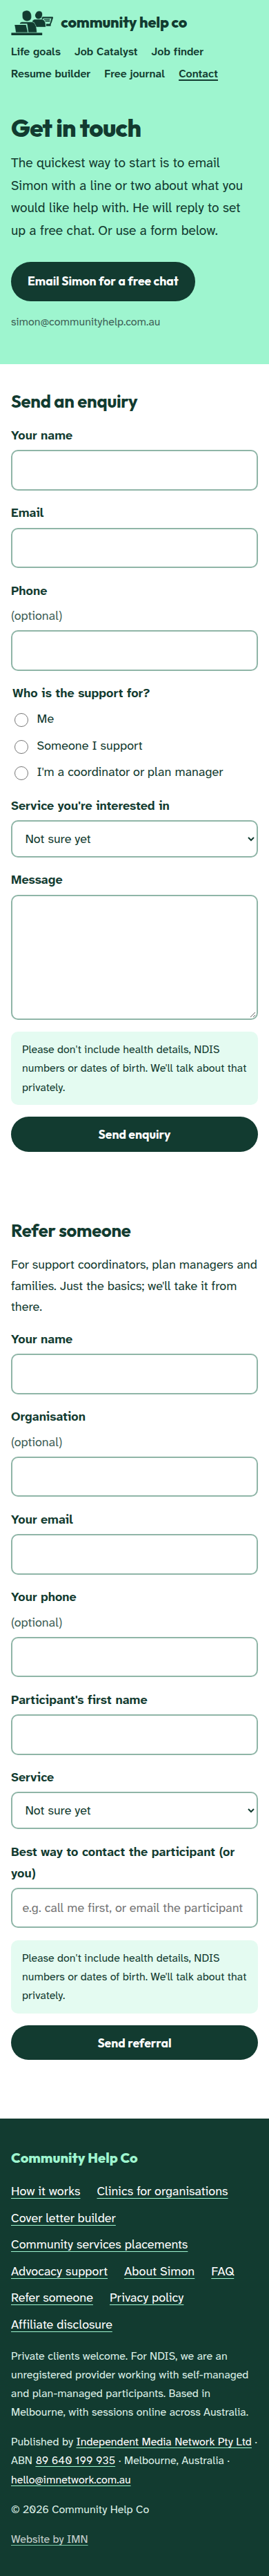 community help co
Life goals Job Catalyst Job finder
Resume builder Free journal Contact
Get in touch
The quickest way to start is to email
Simon with a line or two about what you
would like help with. He will reply to set
up a free chat. Or use a form below.
Email Simon for a free chat
simon@communityhelp.com.au
Send an enquiry
Your name
Email
Phone
(optional)
Who is the support for?
Me
Someone I support
I'm a coordinator or plan manager
Service you're interested in
Not sure yet
Message
Please don't include health details, NDIS
numbers or dates of birth. We'll talk about that
privately.
Send enquiry
Refer someone
For support coordinators, plan managers and
families. Just the basics; we'll take it from
there.
Your name
Organisation
(optional)
Your email
Your phone
(optional)
Participant's first name
Service
Not sure yet
Best way to contact the participant (or
you)
e.g. call me first, or email the participant
Please don't include health details, NDIS
numbers or dates of birth. We'll talk about that
privately.
Send referral
Community Help Co
How it works Clinics for organisations
Cover letter builder
Community services placements
Advocacy support About Simon FAQ
Refer someone Privacy policy
Affiliate disclosure
Private clients welcome. For NDIS, we are an
unregistered provider working with self-managed
and plan-managed participants. Based in
Melbourne, with sessions online across Australia.
Published by Independent Media Network Pty Ltd ·
ABN 89 640 199 935 · Melbourne, Australia ·
hello@imnetwork.com.au
© 2026 Community Help Co
Website by IMN